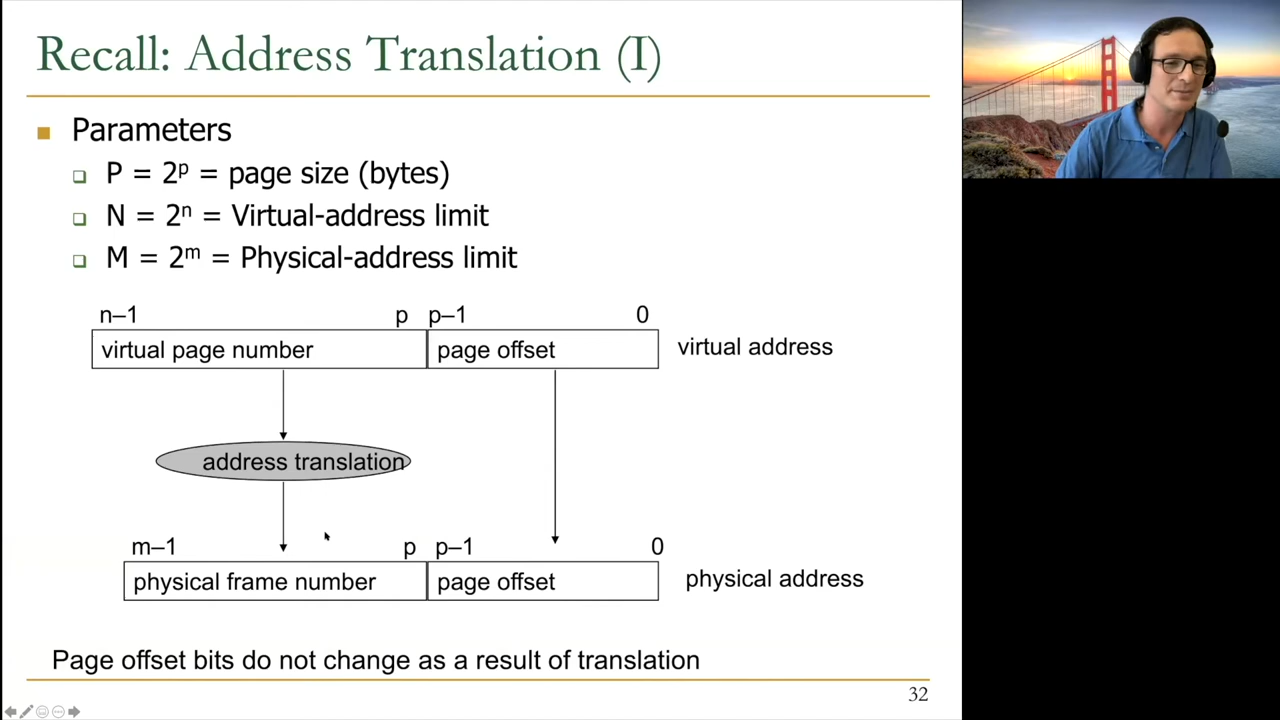 Recall: Address Translation (I)
Parameters
P = 2ᵖ = page size (bytes)
N = 2ⁿ = Virtual-address limit
M = 2ᵐ = Physical-address limit
n–1 p p–1 0
virtual page number page offset virtual address
address translation
m–1 p p–1 0
physical frame number page offset physical address
Page offset bits do not change as a result of translation
32